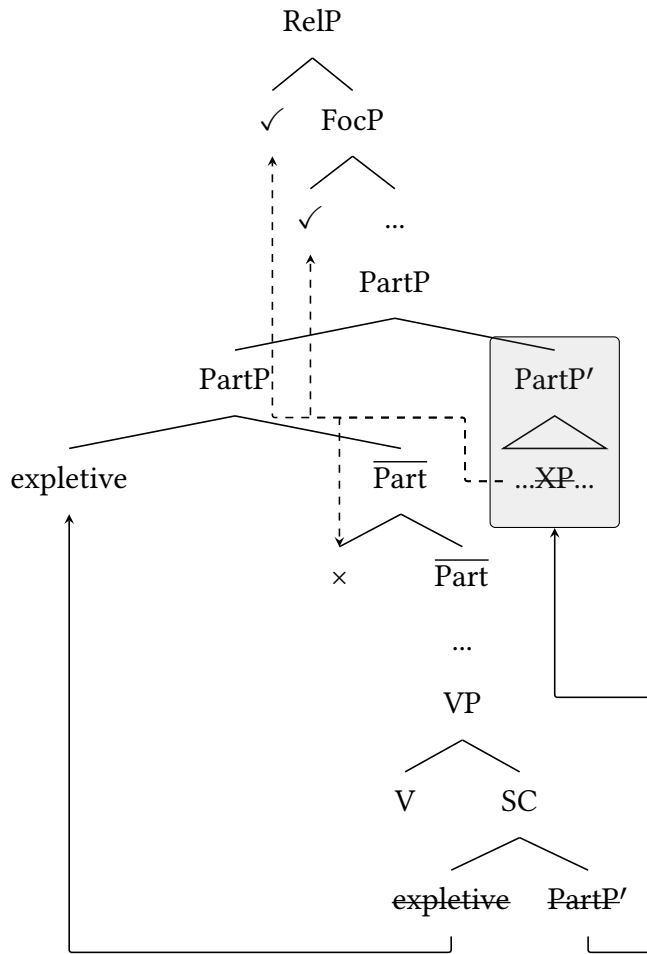 RelP
✓ FocP
✓ ...
PartP
PartP PartP′
expletive Part ...XP...
× Part
...
VP
V SC
expletive PartP′